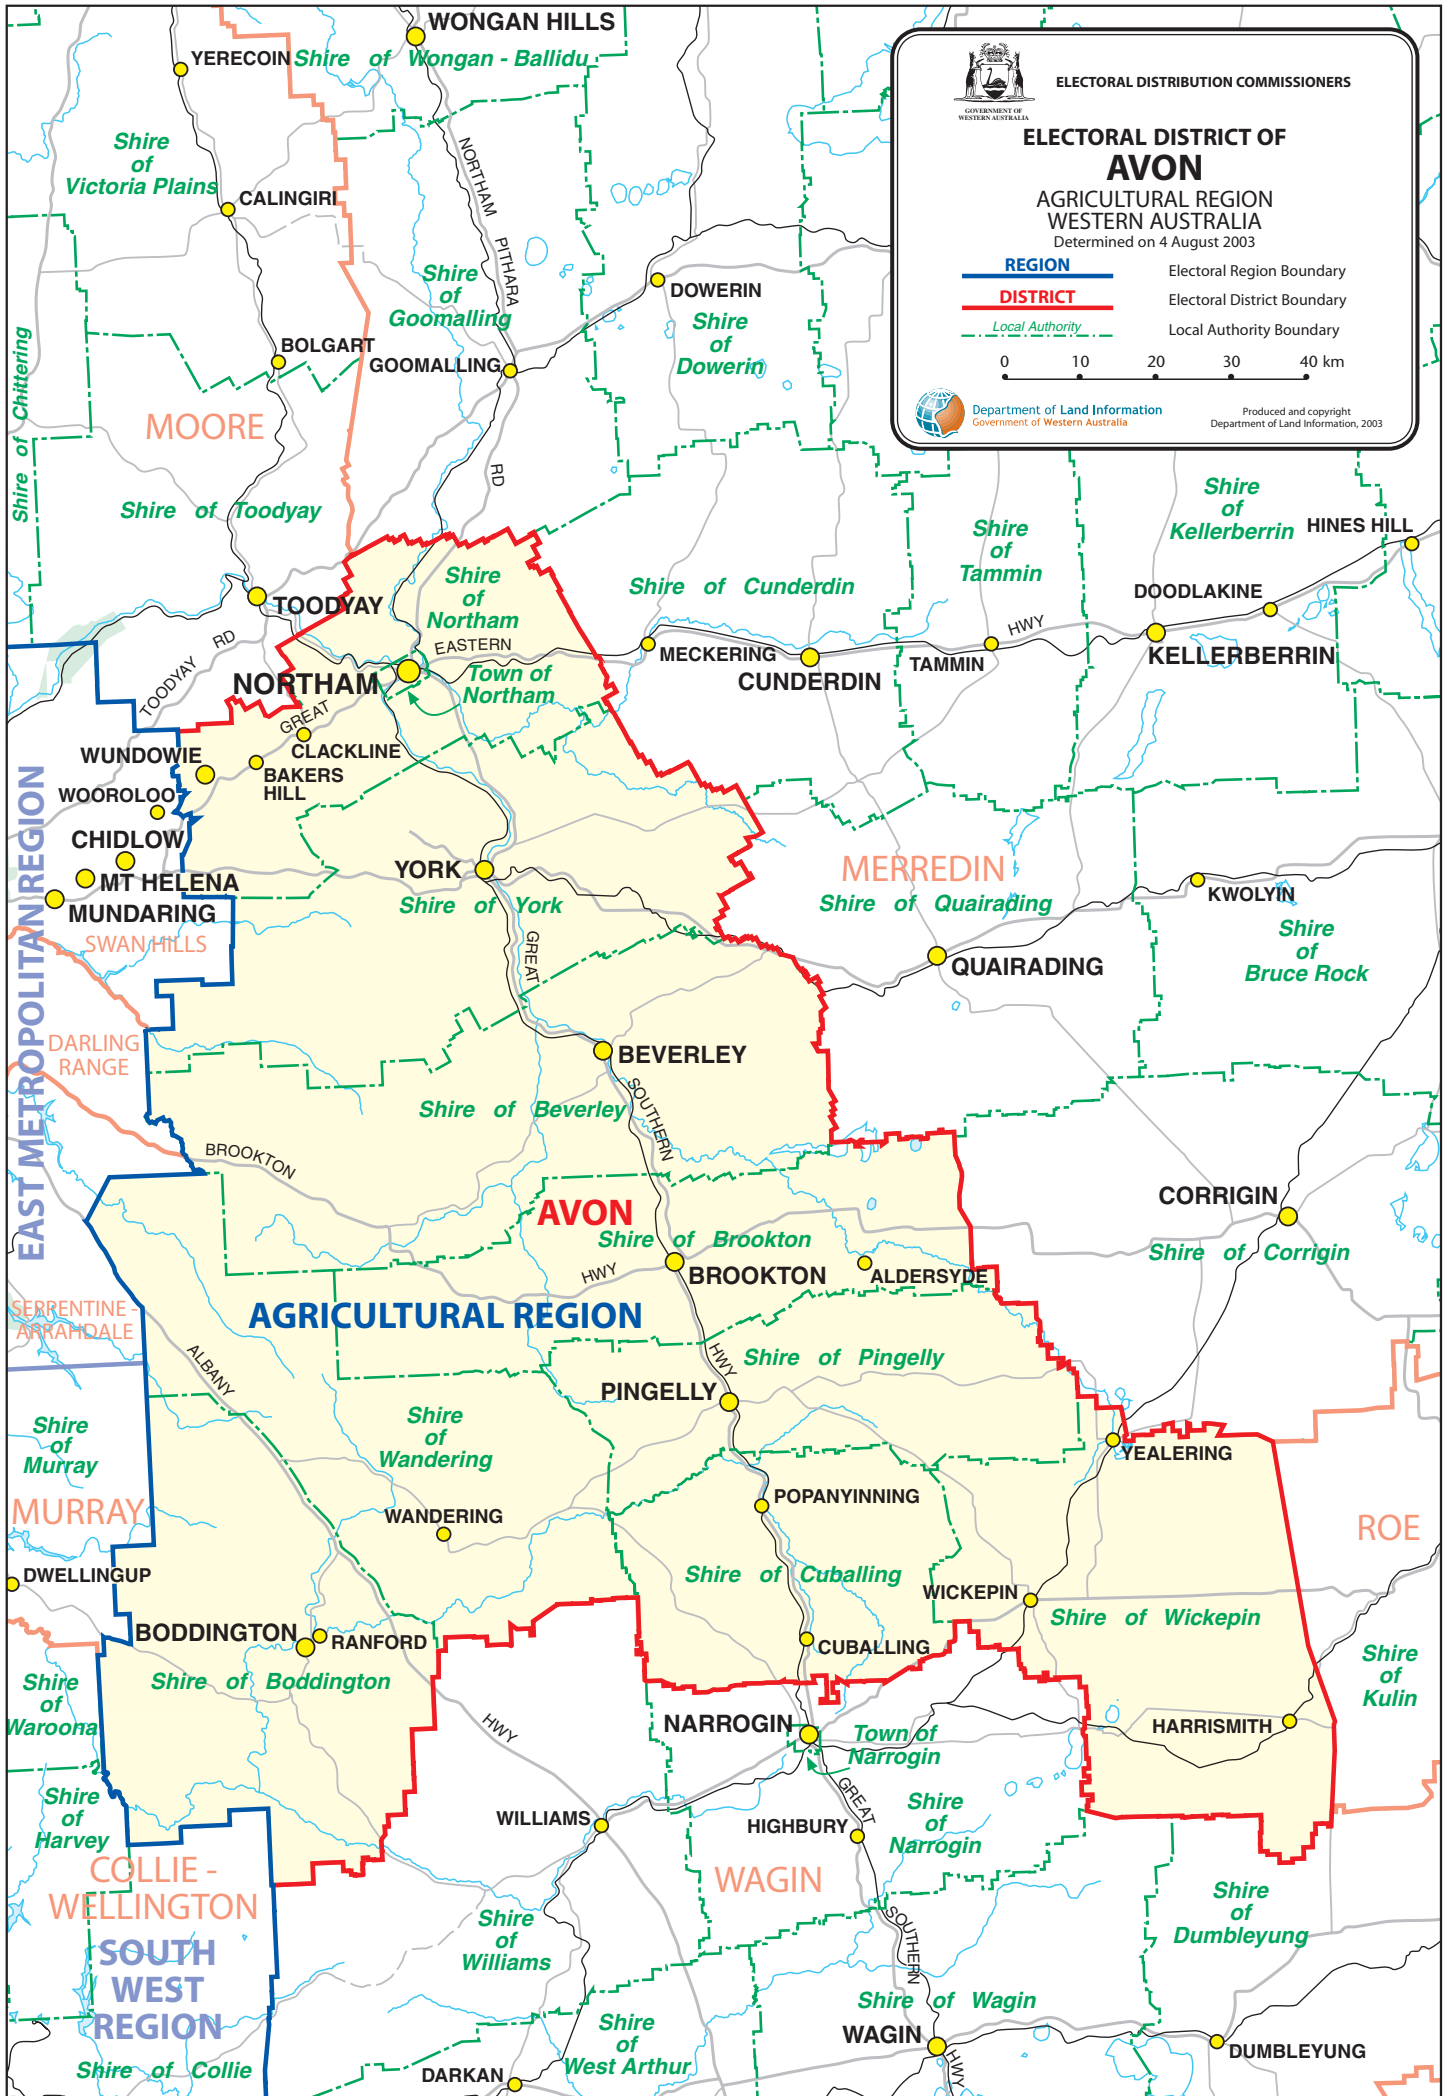 WONGAN HILLS
YERECOIN
Shire of Wongan - Ballidu
Shire
of
Victoria Plains
CALINGIRI
NORTHAM
PITHARA
RD
Shire
of
Goomalling
DOWERIN
Shire
of
Dowerin
BOLGART
GOOMALLING
Shire of Chittering
MOORE
Shire of Toodyay
GOVERNMENT OF
WESTERN AUSTRALIA
ELECTORAL DISTRIBUTION COMMISSIONERS
ELECTORAL DISTRICT OF
AVON
AGRICULTURAL REGION
WESTERN AUSTRALIA
Determined on 4 August 2003
REGION
Electoral Region Boundary
DISTRICT
Electoral District Boundary
Local Authority
Local Authority Boundary
0 10 20 30 40 km
Department of Land Information
Government of Western Australia
Produced and copyright
Department of Land Information, 2003
Shire
of
Kellerberrin
HINES HILL
Shire
of
Tammin
DOODLAKINE
Shire of Cunderdin
Shire
of
Northam
TOODYAY
TOODYAY RD
EASTERN
HWY
MECKERING
CUNDERDIN
TAMMIN
KELLERBERRIN
NORTHAM
Town of
Northam
GREAT
CLACKLINE
WUNDOWIE
BAKERS
HILL
WOOROLOO
CHIDLOW
MT HELENA
MUNDARING
SWAN HILLS
EAST METROPOLITAN REGION
YORK
Shire of York
GREAT
MERREDIN
Shire of Quairading
KWOLYIN
Shire
of
Bruce Rock
QUAIRADING
DARLING
RANGE
BEVERLEY
Shire of Beverley
SOUTHERN
BROOKTON
AVON
Shire of Brookton
HWY
BROOKTON
ALDERSYDE
CORRIGIN
Shire of Corrigin
AGRICULTURAL REGION
SERPENTINE -
ARRAHDALE
ALBANY
HWY
Shire of Pingelly
PINGELLY
Shire
of
Murray
MURRAY
Shire
of
Wandering
WANDERING
YEALERING
POPANYINNING
ROE
DWELLINGUP
Shire of Cuballing
WICKEPIN
Shire of Wickepin
BODDINGTON
RANFORD
Shire of Boddington
CUBALLING
Shire
of
Waroona
Shire
of
Kulin
HWY
NARROGIN
Town of
Narrogin
HARRISMITH
Shire
of
Harvey
WILLIAMS
GREAT
HIGHBURY
Shire
of
Narrogin
COLLIE -
WELLINGTON
WAGIN
Shire
of
Dumbleyung
Shire
of
Williams
SOUTHERN
SOUTH
WEST
REGION
Shire of Wagin
WAGIN
HWY
Shire
of
West Arthur
DUMBLEYUNG
Shire of Collie
DARKAN